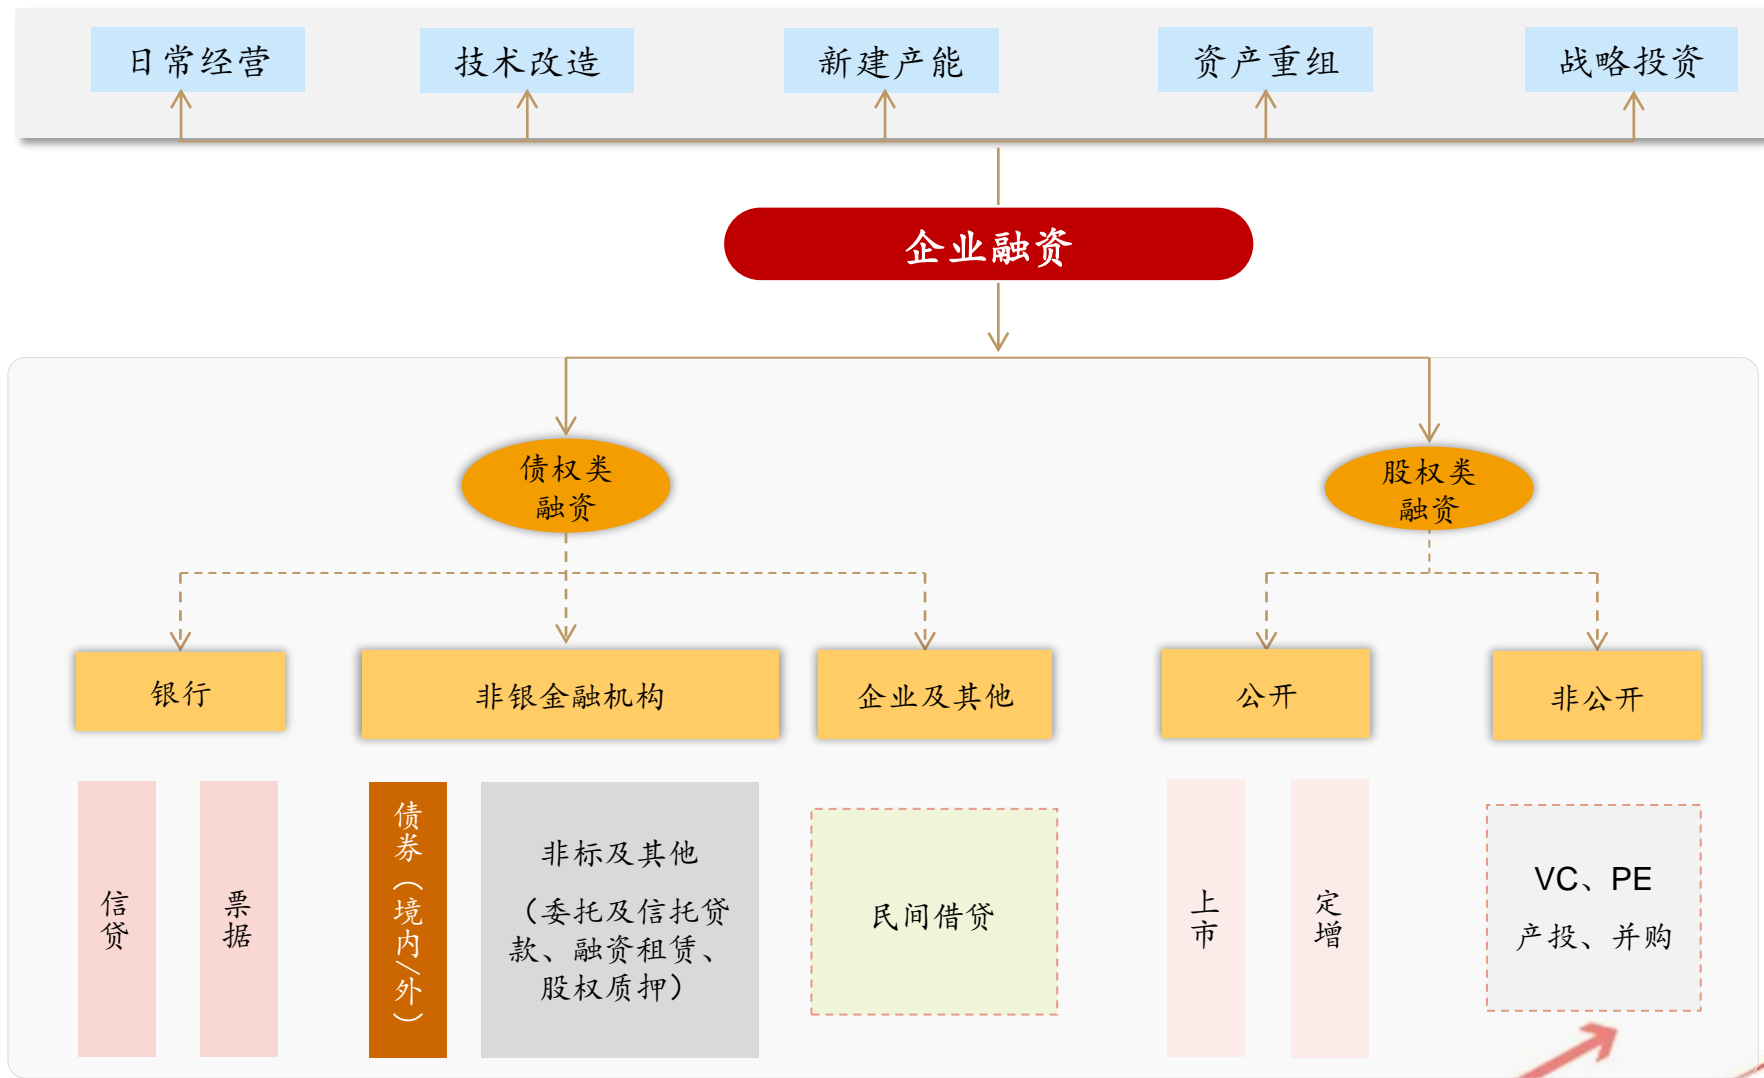 日常经营
技术改造
新建产能
资产重组
战略投资
企业融资
债权类
融资
股权类
融资
银行
非银金融机构
企业及其他
公开
非公开
信贷
票据
债券（境内/外）
非标及其他
（委托及信托贷
款、融资租赁、
股权质押）
民间借贷
上市
定增
VC、PE
产投、并购